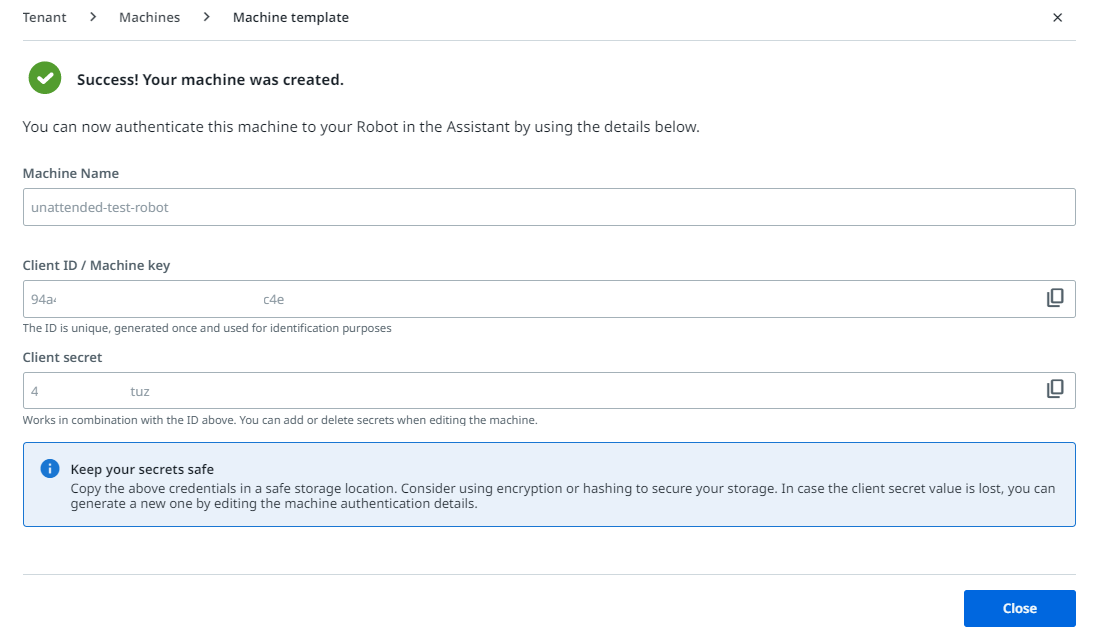 Tenant > Machines > Machine template
Success! Your machine was created.
You can now authenticate this machine to your Robot in the Assistant by using the details below.
Machine Name
unattended-test-robot
Client ID / Machine key
94a c4e
The ID is unique, generated once and used for identification purposes
Client secret
4 tuz
Works in combination with the ID above. You can add or delete secrets when editing the machine.
Keep your secrets safe
Copy the above credentials in a safe storage location. Consider using encryption or hashing to secure your storage. In case the client secret value is lost, you can
generate a new one by editing the machine authentication details.
Close